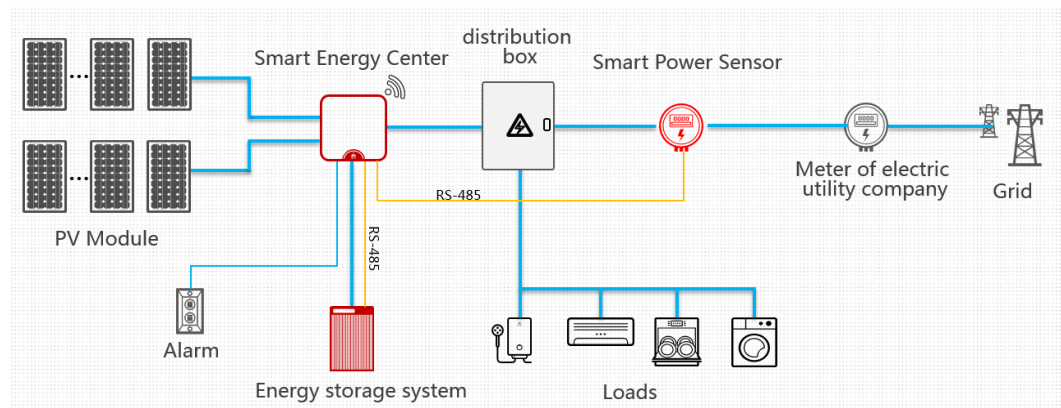 distribution
box
Smart Energy Center
Smart Power Sensor
RS-485
RS-485
Meter of electric
utility company
Grid
PV Module
Alarm
Energy storage system
Loads